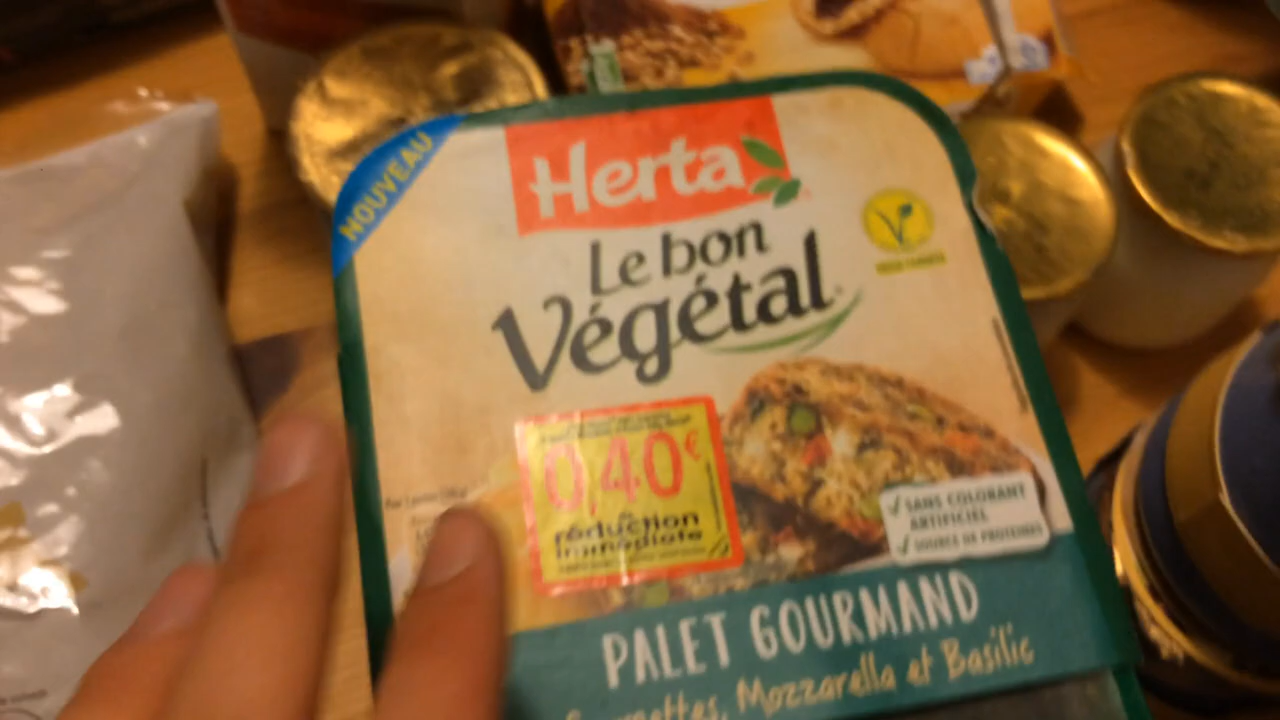 NOUVEAU
Herta
Le bon
Végétal
0,40€
de
réduction
immédiate
SANS COLORANT
ARTIFICIEL
SOURCE DE PROTÉINES
PALET GOURMAND
Mozzarella et Basilic